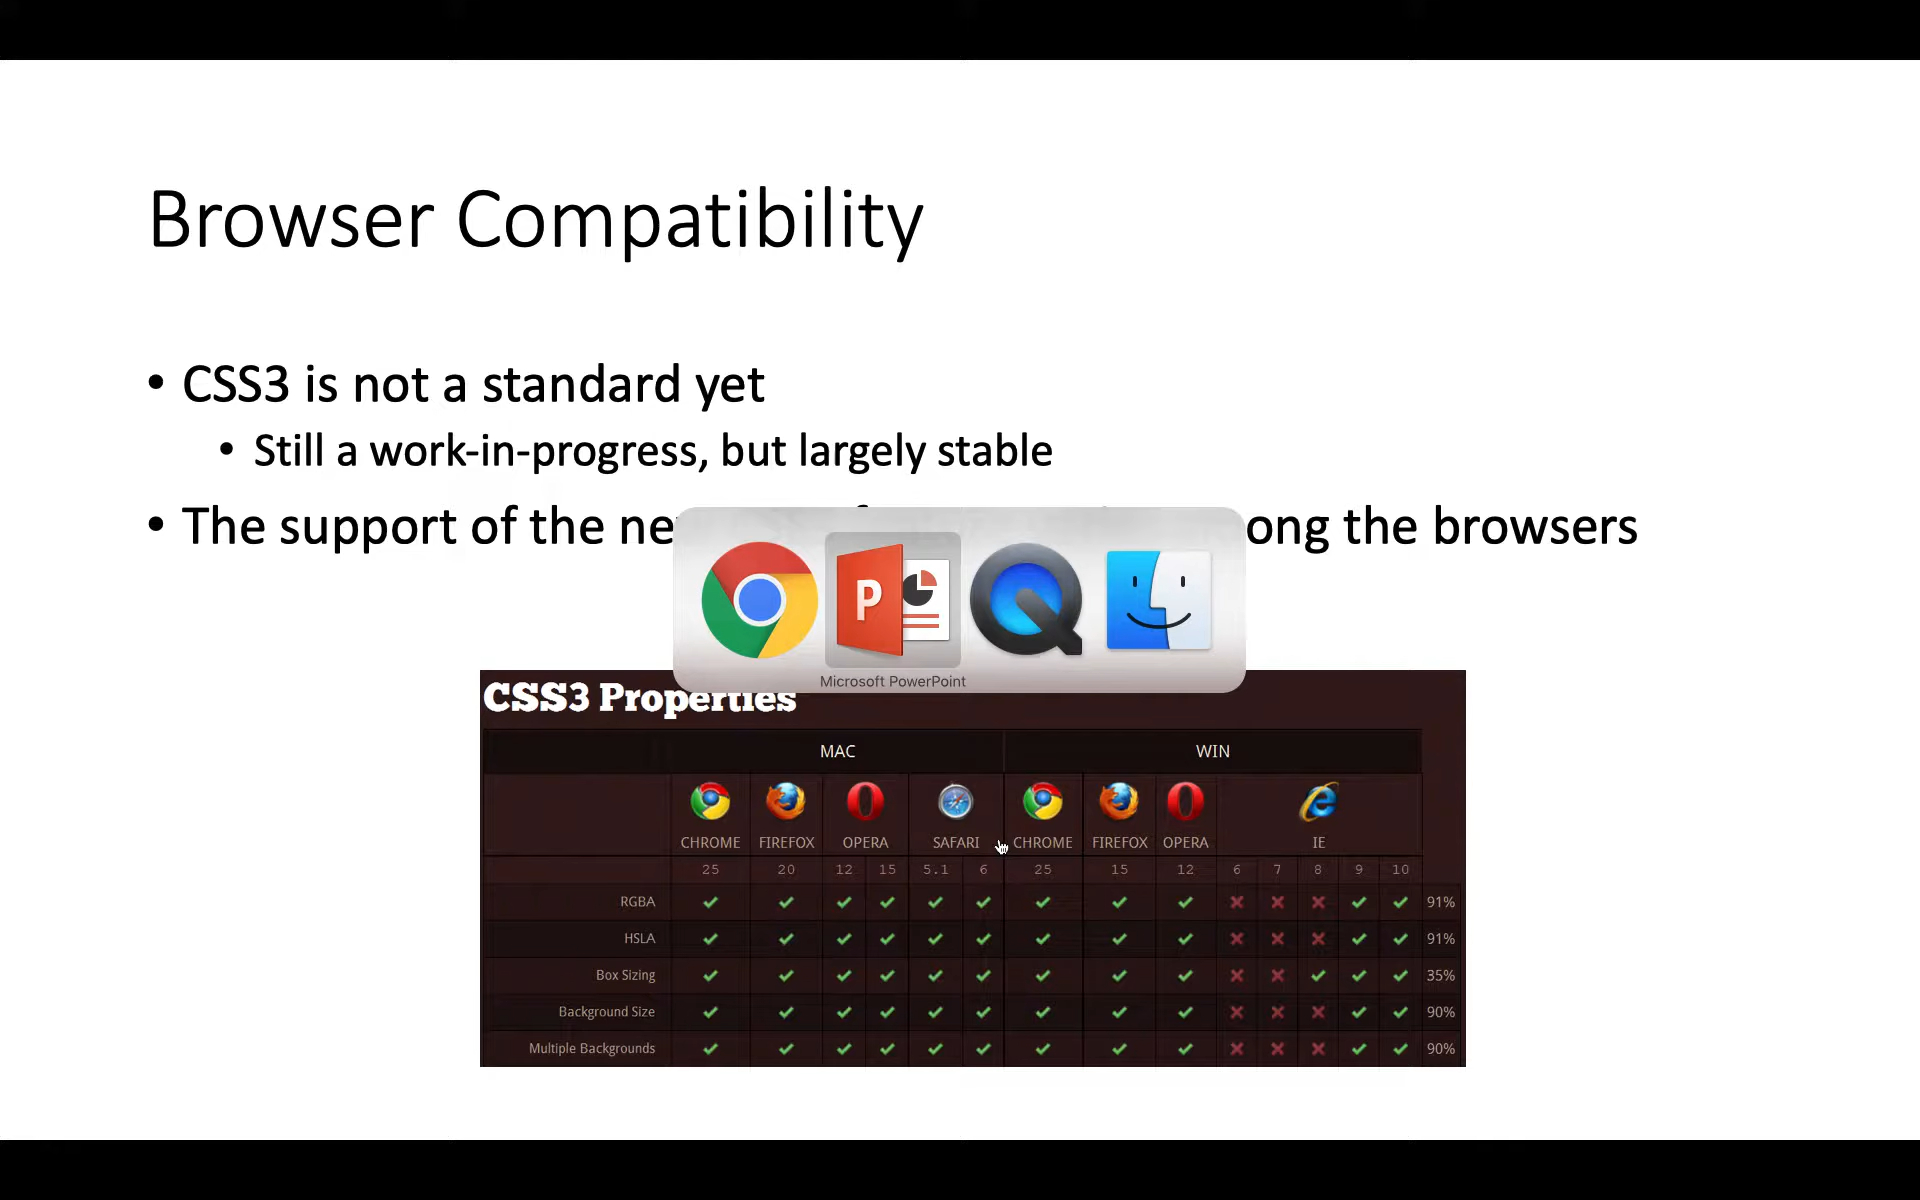 Browser Compatibility
• CSS3 is not a standard yet
• Still a work-in-progress, but largely stable
• The support of the ong the browsers
Microsoft PowerPoint
CSS3 Properties
MAC WIN
CHROME FIREFOX OPERA SAFARI CHROME FIREFOX OPERA IE
25 20 12 15 5.1 6 25 15 12 6 7 8 9 10
RGBA 91%
HSLA 91%
Box Sizing 35%
Background Size 90%
Multiple Backgrounds 90%